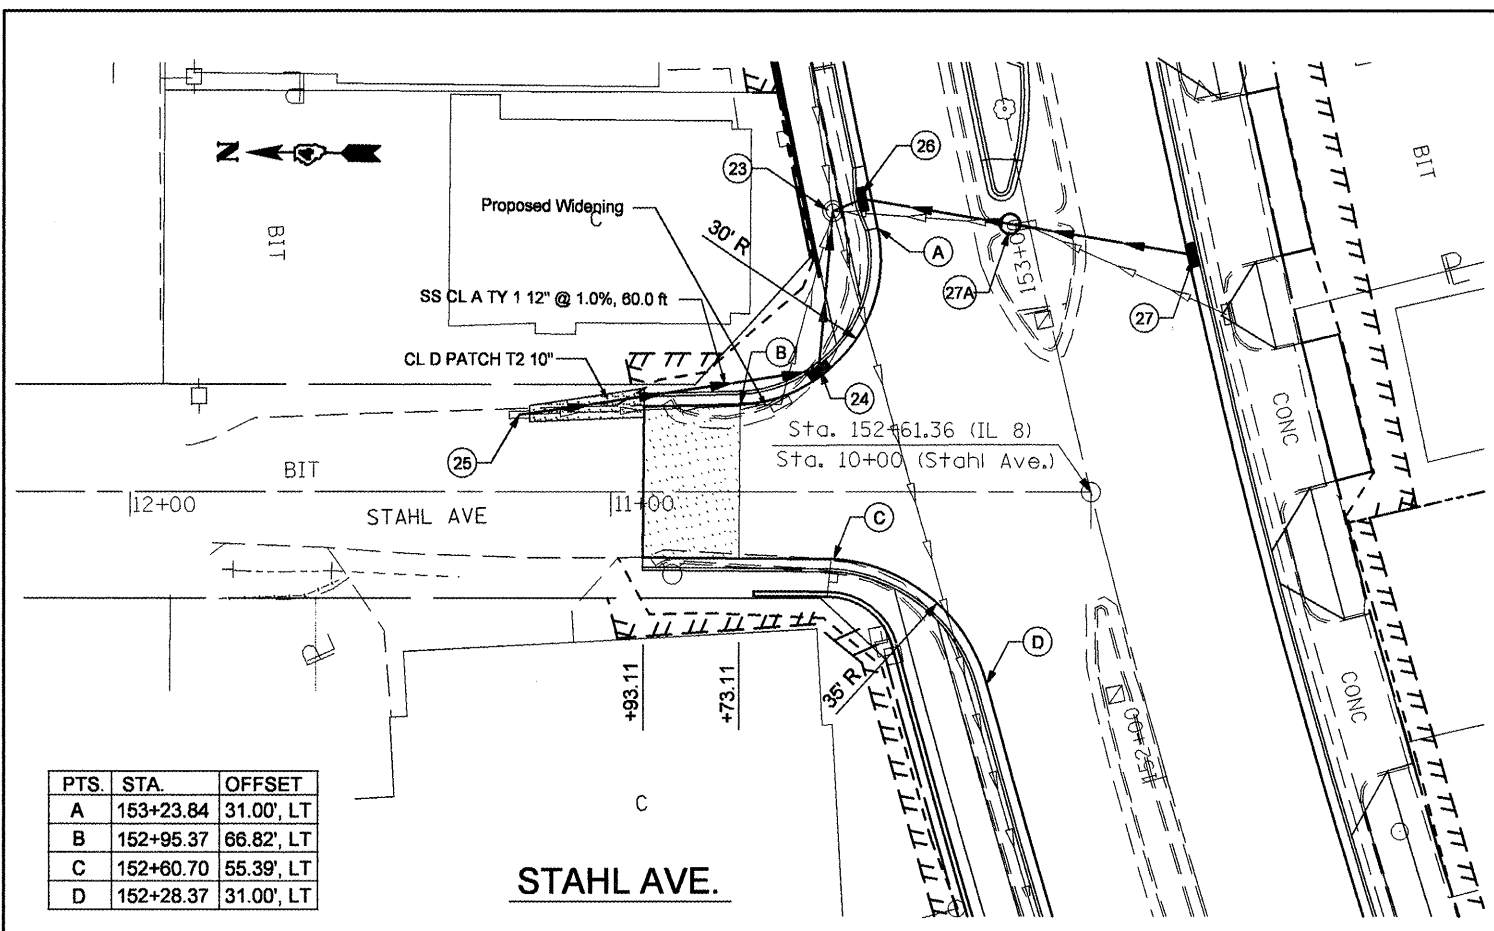 N
BIT
P
Proposed Widening
C
30' R
SS CL A TY 1 12" @ 1.0%, 60.0 ft
CL D PATCH T2 10"
23
26
A
27A
27
153+0
BIT
P
B
24
25
CONC
Sta. 152+61.36 (IL 8)
Sta. 10+00 (Stahl Ave.)
BIT
12+00
11+00
STAHL AVE
C
D
P
35' R
+93.11
+73.11
152+00
CONC
C
PTS. STA. OFFSET
A 153+23.84 31.00', LT
B 152+95.37 66.82', LT
C 152+60.70 55.39', LT
D 152+28.37 31.00', LT
STAHL AVE.